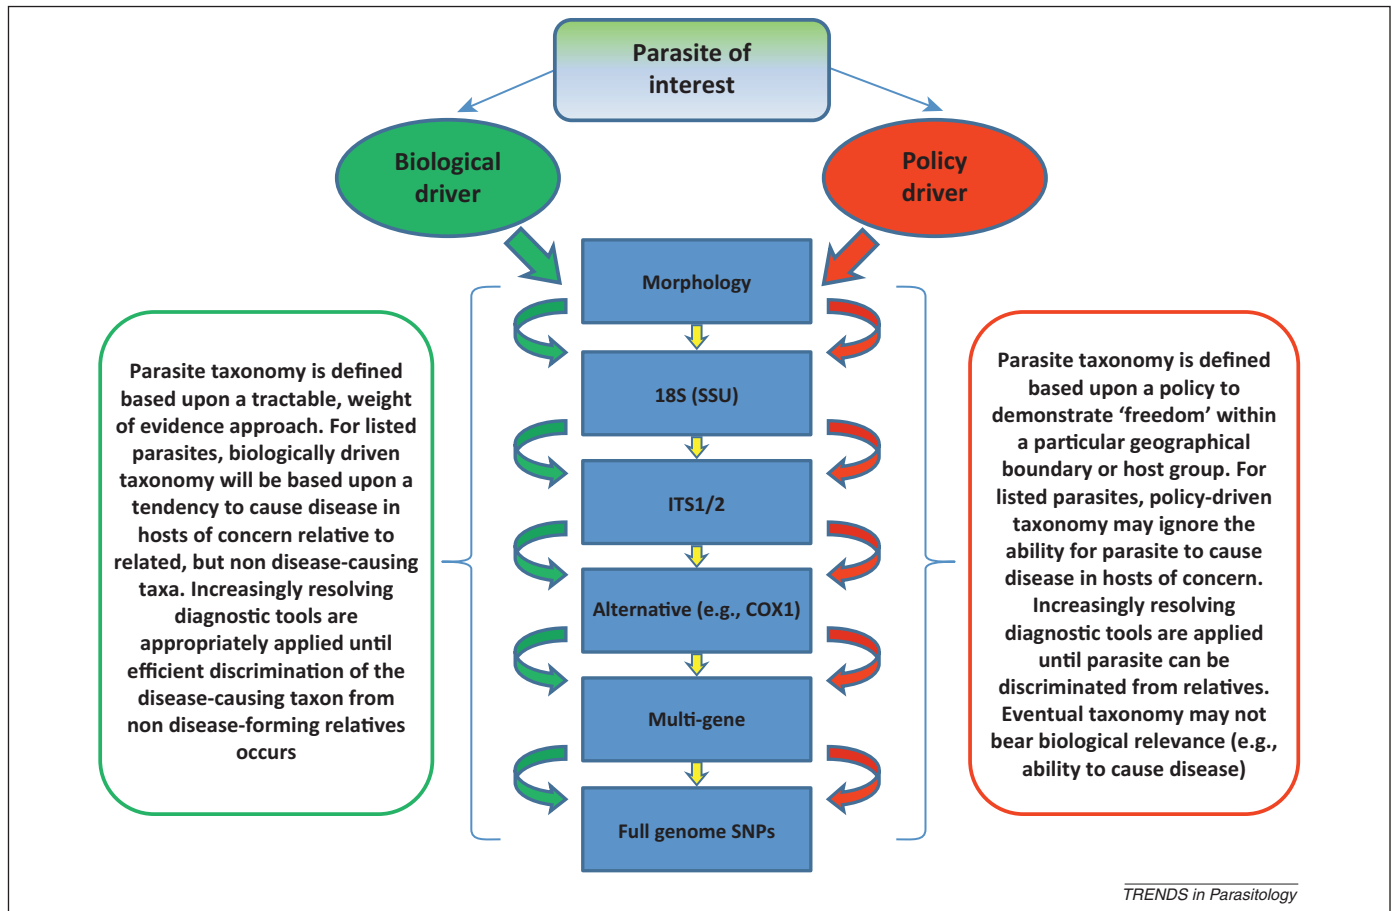 Parasite of
interest
Biological
driver
Policy
driver
Morphology
18S (SSU)
ITS1/2
Alternative (e.g., COX1)
Multi-gene
Full genome SNPs
Parasite taxonomy is defined
based upon a tractable, weight
of evidence approach. For listed
parasites, biologically driven
taxonomy will be based upon a
tendency to cause disease in
hosts of concern relative to
related, but non disease-causing
taxa. Increasingly resolving
diagnostic tools are
appropriately applied until
efficient discrimination of the
disease-causing taxon from
non disease-forming relatives
occurs
Parasite taxonomy is defined
based upon a policy to
demonstrate ‘freedom’ within
a particular geographical
boundary or host group. For
listed parasites, policy-driven
taxonomy may ignore the
ability for parasite to cause
disease in hosts of concern.
Increasingly resolving
diagnostic tools are applied
until parasite can be
discriminated from relatives.
Eventual taxonomy may not
bear biological relevance (e.g.,
ability to cause disease)
TRENDS in Parasitology